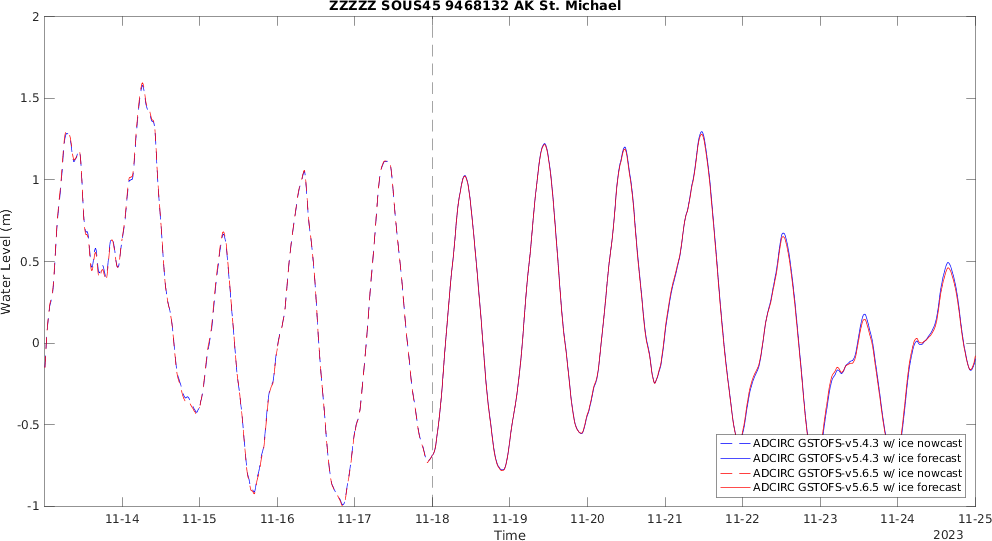 ZZZZZ SOUS45 9468132 AK St. Michael
Water Level (m)
2
1.5
1
0.5
0
-0.5
-1
ADCIRC GSTOFS-v5.4.3 w/ ice nowcast
ADCIRC GSTOFS-v5.4.3 w/ ice forecast
ADCIRC GSTOFS-v5.6.5 w/ ice nowcast
ADCIRC GSTOFS-v5.6.5 w/ ice forecast
11-14 11-15 11-16 11-17 11-18 11-19 11-20 11-21 11-22 11-23 11-24 11-25
Time
2023